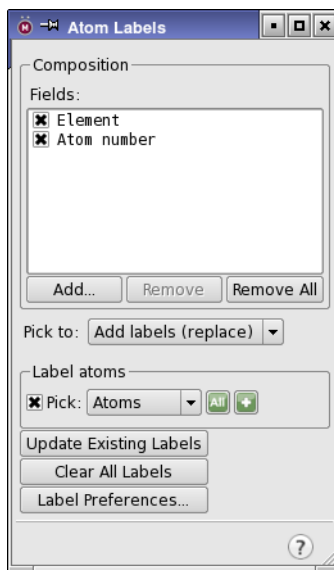 Atom Labels
Composition
Fields:
Element
Atom number
Add... Remove Remove All
Pick to: Add labels (replace)
Label atoms
Pick: Atoms All +
Update Existing Labels
Clear All Labels
Label Preferences...
?